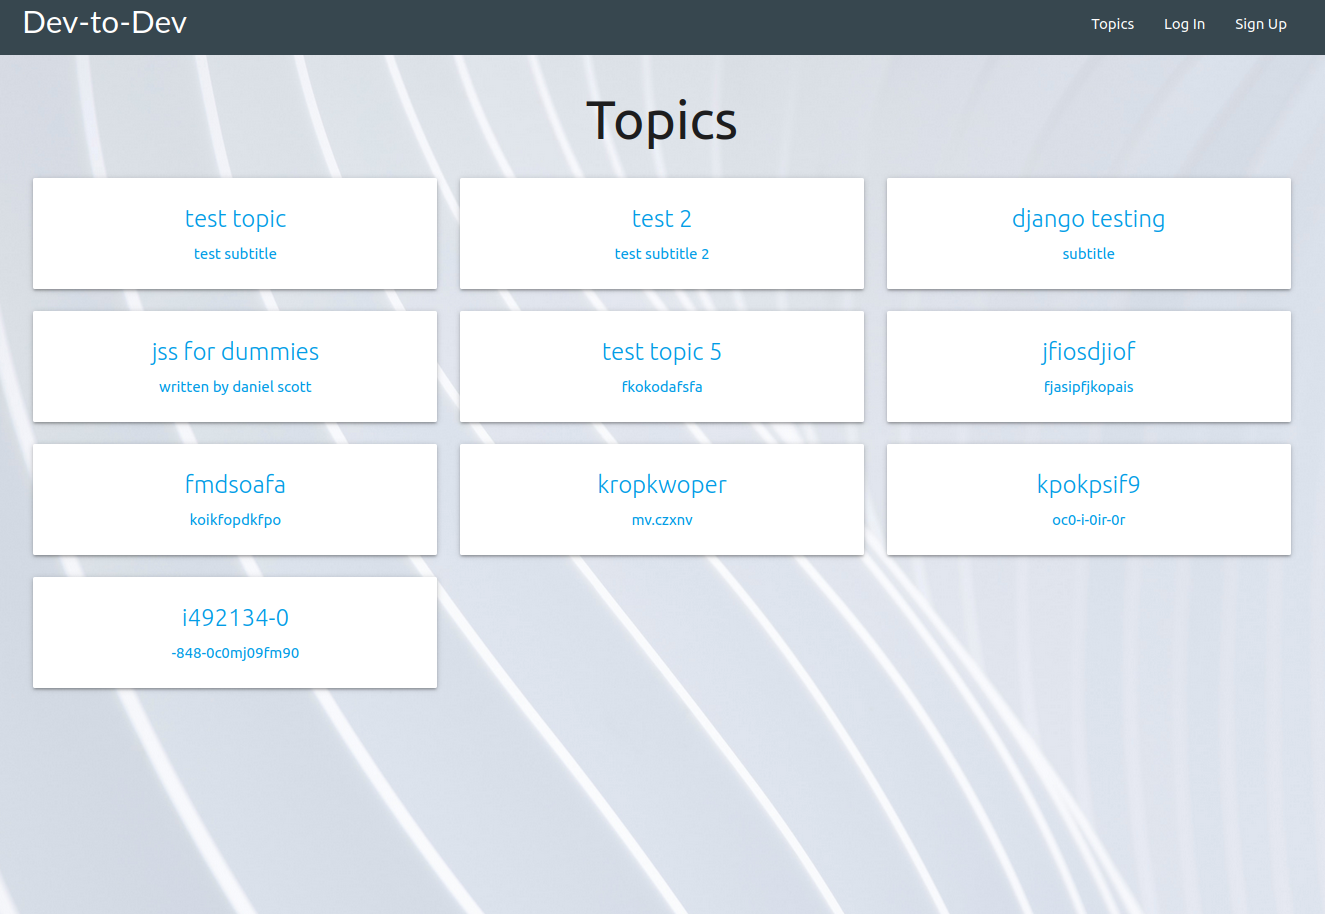 Dev-to-Dev
Topics Log In Sign Up
Topics
test topic
test subtitle
test 2
test subtitle 2
django testing
subtitle
jss for dummies
written by daniel scott
test topic 5
fkokodafsfa
jfiosdjiof
fjasipfjkopais
fmdsoafa
koikfopdkfpo
kropkwoper
mv.czxnv
kpokpsif9
oc0-i-0ir-0r
i492134-0
-848-0c0mj09fm90